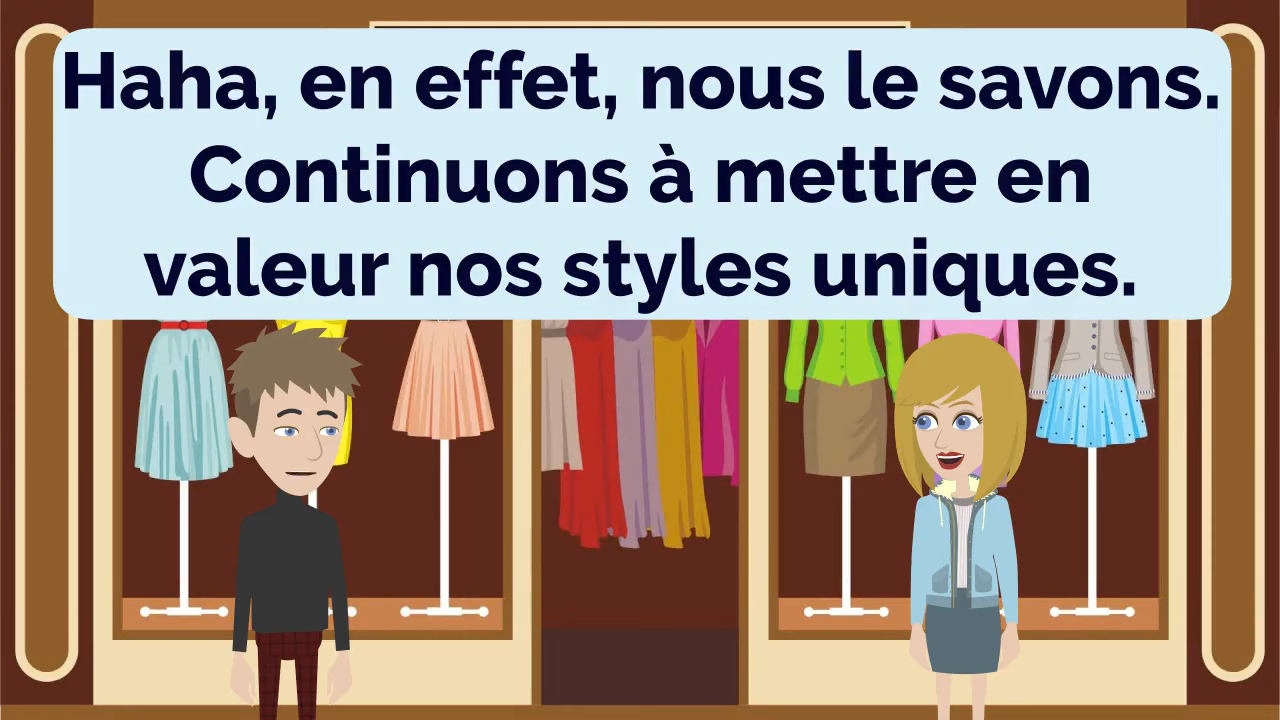 Haha, en effet, nous le savons.
Continuons à mettre en
valeur nos styles uniques.